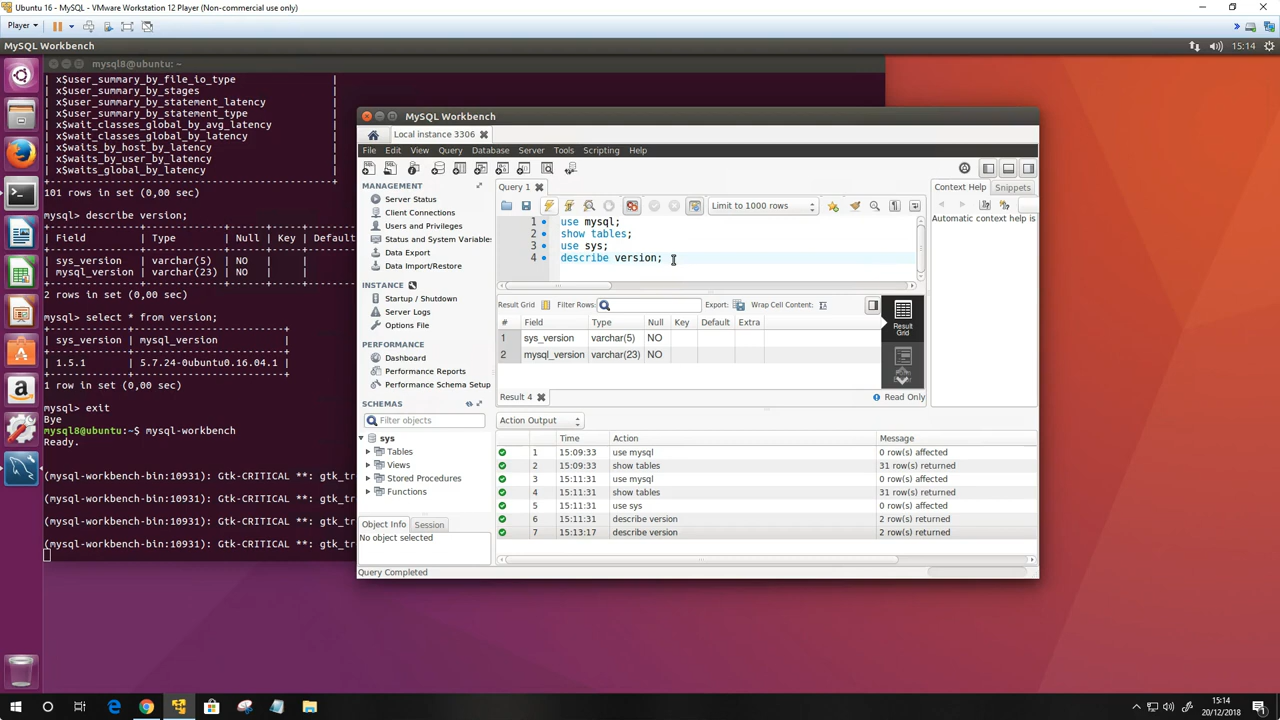 Ubuntu 16 - MySQL - VMware Workstation 12 Player (Non-commercial use only)
Player
MySQL Workbench
15:14
mysql8@ubuntu: ~
| x$user_summary_by_file_io_type |
| x$user_summary_by_stages |
| x$user_summary_by_statement_latency |
| x$user_summary_by_statement_type |
| x$wait_classes_global_by_avg_latency |
| x$wait_classes_global_by_latency |
| x$waits_by_host_by_latency |
| x$waits_by_user_by_latency |
| x$waits_global_by_latency |
+-----------------------------------------------+
101 rows in set (0,00 sec)
mysql> describe version;
| Field | Type | Null | Key | Default
| sys_version | varchar(5) | NO | |
| mysql_version | varchar(23) | NO | |
2 rows in set (0,00 sec)
mysql> select * from version;
| sys_version | mysql_version |
| 1.5.1 | 5.7.24-0ubuntu0.16.04.1 |
1 row in set (0,00 sec)
mysql> exit
Bye
mysql8@ubuntu:~$ mysql-workbench
Ready.
(mysql-workbench-bin:10931): Gtk-CRITICAL **: gtk_tr
(mysql-workbench-bin:10931): Gtk-CRITICAL **: gtk_tr
(mysql-workbench-bin:10931): Gtk-CRITICAL **: gtk_tr
(mysql-workbench-bin:10931): Gtk-CRITICAL **: gtk_tr
MySQL Workbench
Local instance 3306
File Edit View Query Database Server Tools Scripting Help
MANAGEMENT
Server Status
Client Connections
Users and Privileges
Status and System Variable
Data Export
Data Import/Restore
INSTANCE
Startup / Shutdown
Server Logs
Option File
PERFORMANCE
Dashboard
Performance Reports
Performance Schema Setup
SCHEMAS
Filter objects
sys
Tables
Views
Stored Procedures
Functions
Object Info Session
No object selected
Query 1
Limit to 1000 rows
1 use mysql;
2 show tables;
3 use sys;
4 describe version;
Result Grid Filter Rows: Export: Wrap Cell Content:
# Field Type Null Key Default Extra
1 sys_version varchar(5) NO
2 mysql_version varchar(23) NO
Result Grid
Result 4
Read Only
Context Help Snippets
Automatic context help is
Action Output
Time Action Message
1 15:09:33 use mysql 0 row(s) affected
2 15:09:33 show tables 31 row(s) returned
3 15:11:31 use mysql 0 row(s) affected
4 15:11:31 show tables 31 row(s) returned
5 15:11:31 use sys 0 row(s) affected
6 15:11:31 describe version 2 row(s) returned
7 15:13:17 describe version 2 row(s) returned
Query Completed
15:14
20/12/2018